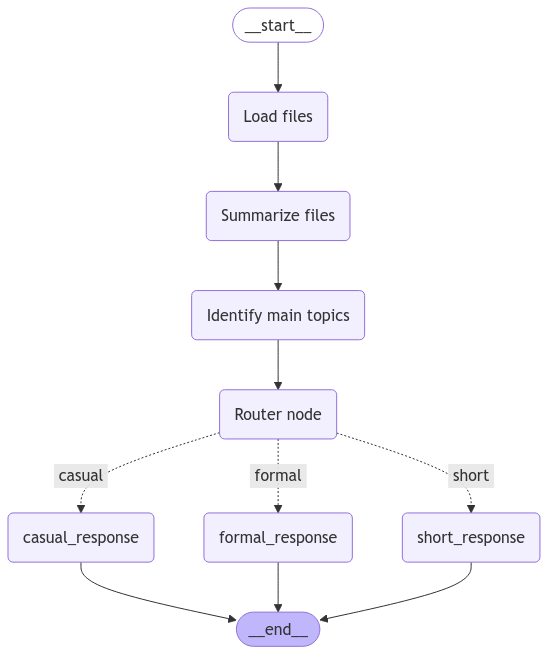 __start__
Load files
Summarize files
Identify main topics
Router node
casual
formal
short
casual_response
formal_response
short_response
__end__